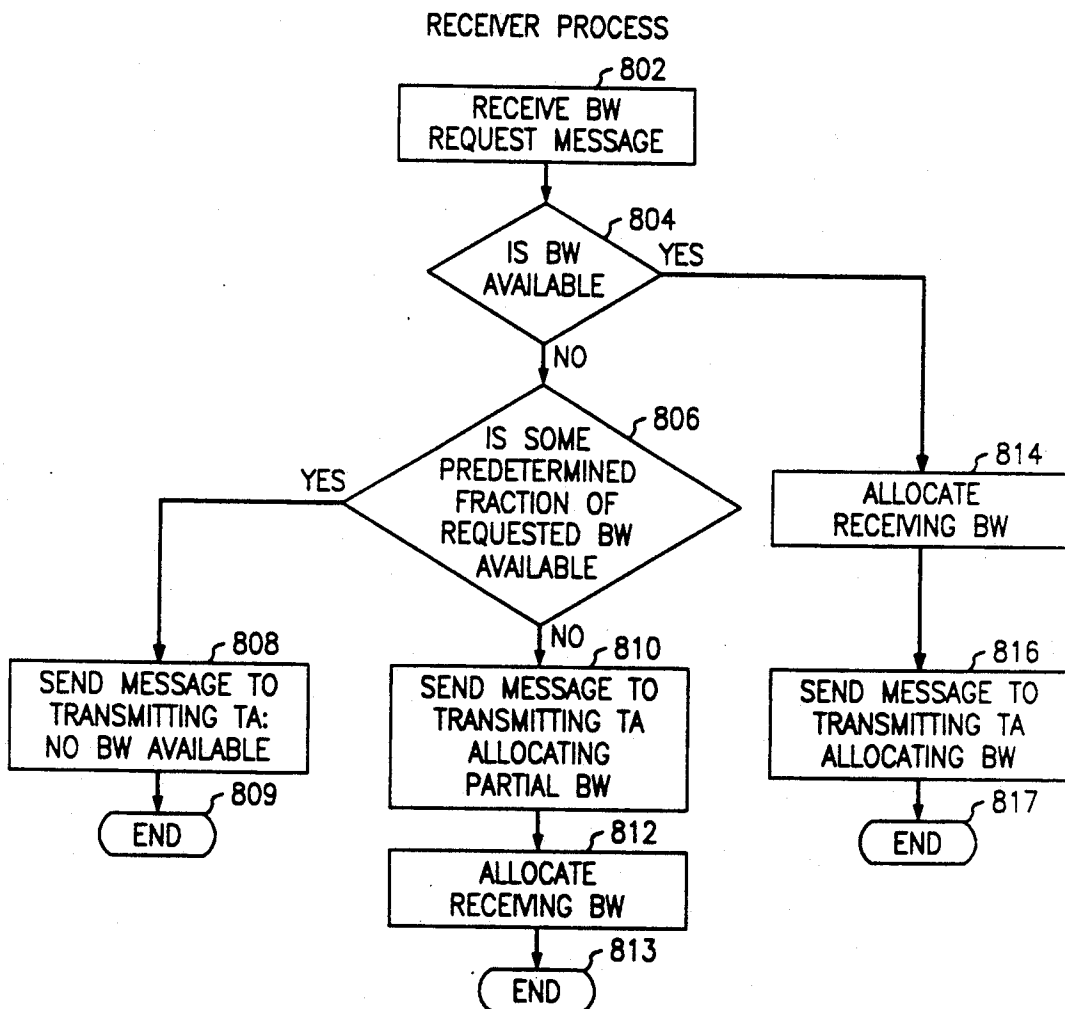 RECEIVER PROCESS
802
RECEIVE BW
REQUEST MESSAGE
804
IS BW
AVAILABLE
YES
NO
806
IS SOME
PREDETERMINED
FRACTION OF
REQUESTED BW
AVAILABLE
YES
NO
814
ALLOCATE
RECEIVING BW
808
SEND MESSAGE TO
TRANSMITTING TA:
NO BW AVAILABLE
809
END
810
SEND MESSAGE TO
TRANSMITTING TA
ALLOCATING
PARTIAL BW
812
ALLOCATE
RECEIVING BW
813
END
816
SEND MESSAGE TO
TRANSMITTING TA
ALLOCATING BW
817
END